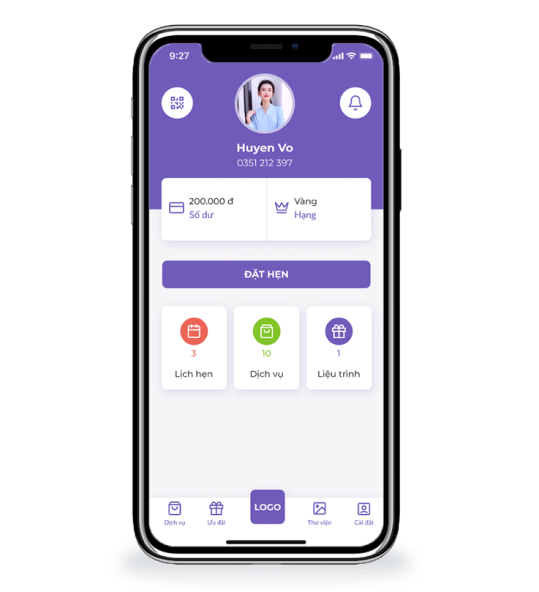 9:27
Huyen Vo
0351 212 397
200.000 đ
Số dư
Vàng
Hạng
ĐẶT HẸN
3
Lịch hẹn
10
Dịch vụ
1
Liệu trình
LOGO
Dịch vụ
Ưu đãi
Thư viện
Cài đặt